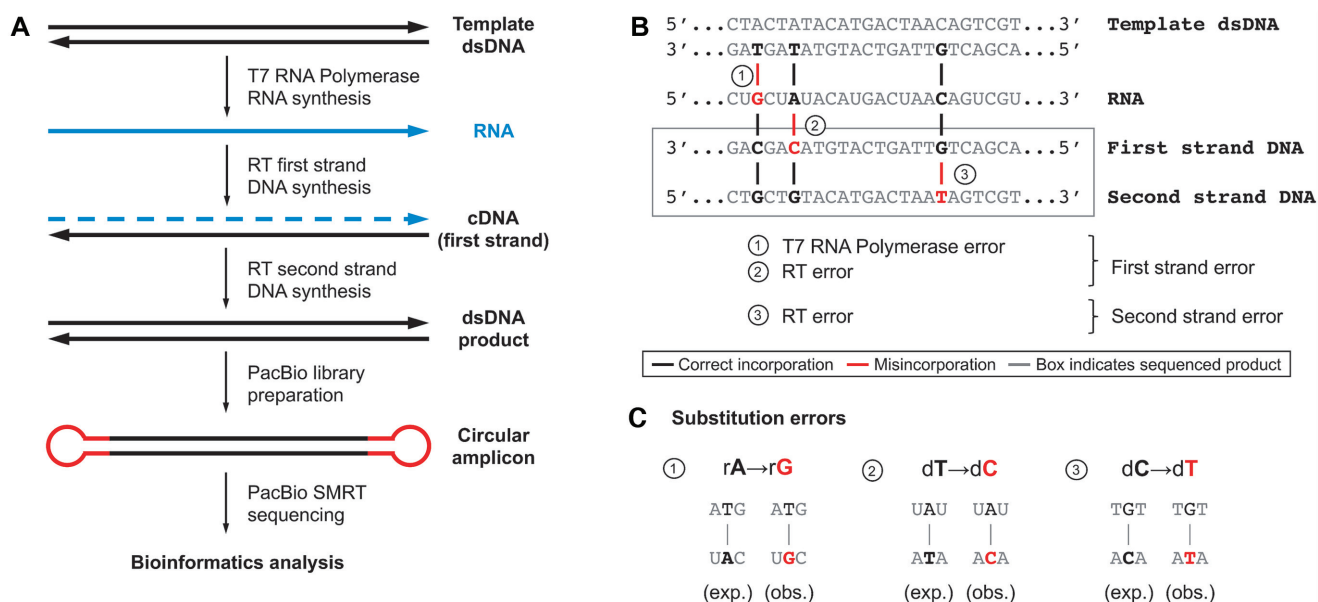 A
Template
dsDNA
T7 RNA Polymerase
RNA synthesis
RNA
RT first strand
DNA synthesis
cDNA
(first strand)
RT second strand
DNA synthesis
dsDNA
product
PacBio library
preparation
Circular
amplicon
PacBio SMRT
sequencing
Bioinformatics analysis
B
5′...CTACTATACATGACTAACAGTCGT...3′ Template dsDNA
3′...GATGATATGTACTGATTGTCAGCA...5′
1
5′...CUGCUAUACAUGACUAACAGUCGU...3′ RNA
2
3′...GACGACATGTACTGATTGTCAGCA...5′ First strand DNA
3
5′...CTGCTGTACATGACTAATAGTCGT...3′ Second strand DNA
1 T7 RNA Polymerase error
2 RT error
First strand error
3 RT error
Second strand error
Correct incorporation Misincorporation Box indicates sequenced product
C Substitution errors
1 rA→rG 2 dT→dC 3 dC→dT
ATG ATG UAU UAU TGT TGT
UAC UGC ATA ACA ACA ATA
(exp.) (obs.) (exp.) (obs.) (exp.) (obs.)